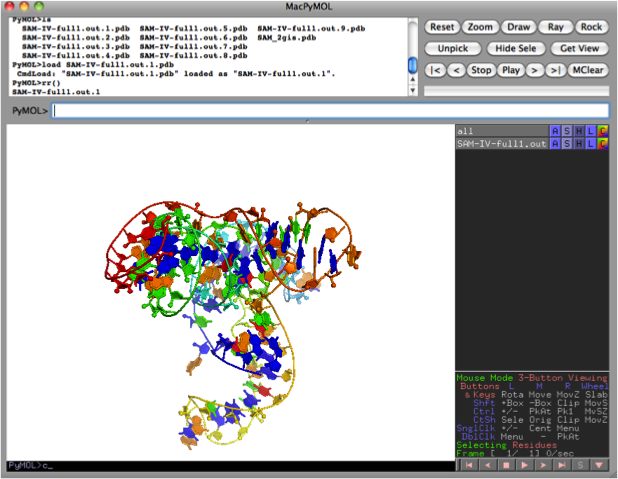 MacPyMOL
PyMOL>ls
SAM-IV-full1.out.1.pdb SAM-IV-full1.out.5.pdb SAM-IV-full1.out.9.pdb
SAM-IV-full1.out.2.pdb SAM-IV-full1.out.6.pdb SAM_2gis.pdb
SAM-IV-full1.out.3.pdb SAM-IV-full1.out.7.pdb
SAM-IV-full1.out.4.pdb SAM-IV-full1.out.8.pdb
PyMOL>load SAM-IV-full1.out.1.pdb
CmdLoad: "SAM-IV-full1.out.1.pdb" loaded as "SAM-IV-full1.out.1".
PyMOL>rr()
SAM-IV-full1.out.1
Reset Zoom Draw Ray Rock
Unpick Hide Sele Get View
|< < Stop Play > >| MClear
PyMOL>
all A S H L C
SAM-IV-full1.out A S H L C
Mouse Mode 3-Button Viewing
Buttons L M R Wheel
& Keys Rota Move MovZ Slab
Shft +Box -Box Clip MovS
Ctrl +/- PkAt Pk1 MvSZ
CtSh Sele Orig Clip MovZ
SnglClk +/- Cent Menu
DblClk Menu - PkAt
Selecting Residues
Frame [ 1/ 1] 0/sec
PyMOL>c_
S